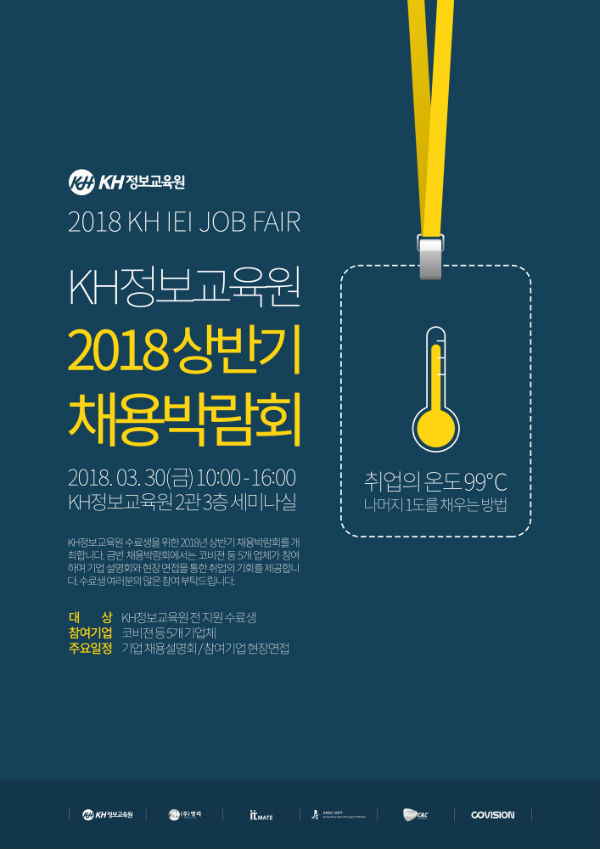 KH 정보교육원
2018 KH IEI JOB FAIR
KH정보교육원
2018 상반기
채용박람회
2018. 03. 30(금) 10:00 - 16:00
KH정보교육원 2관 3층 세미나실
KH정보교육원 수료생을 위한 2018년 상반기 채용박람회를 개
최합니다. 금번 채용박람회에서는 코비젼 등 5개 업체가 참여
하며 기업 설명회와 현장 면접을 통한 취업의 기회를 제공합니
다. 수료생 여러분의 많은 참여 부탁드립니다.
대 상 KH정보교육원 전 지원 수료생
참여기업 코비젼 등 5개 기업체
주요일정 기업 채용설명회 / 참여기업 현장면접
취업의 온도 99°C
나머지 1도를 채우는 방법
KH 정보교육원
itMATE
COVISION